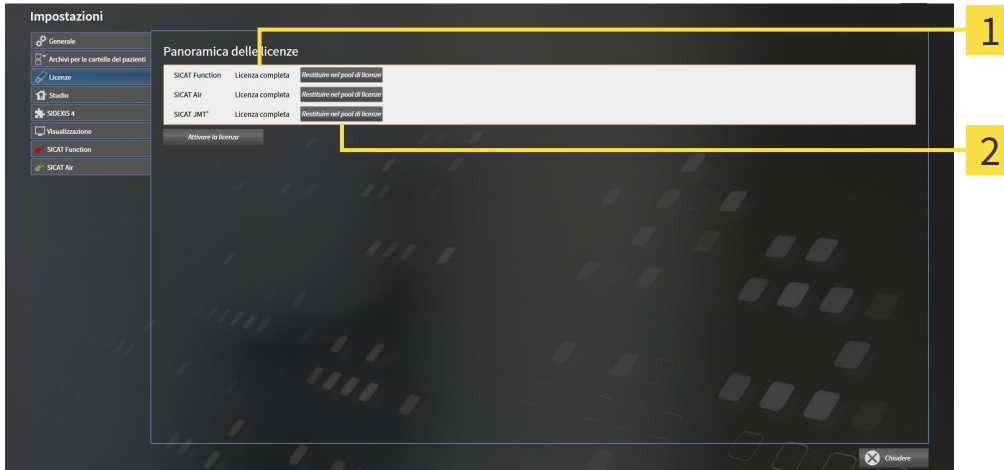 Impostazioni
Generale
Archivi per le cartelle dei pazienti
Licenze
Studio
SIDEXIS 4
Visualizzazione
SICAT Function
SICAT Air
Panoramica delle licenze
SICAT Function Licenza completa Restituire nel pool di licenze
SICAT Air Licenza completa Restituire nel pool di licenze
SICAT JMT+ Licenza completa Restituire nel pool di licenze
Attivare la licenza
Chiudere
1
2